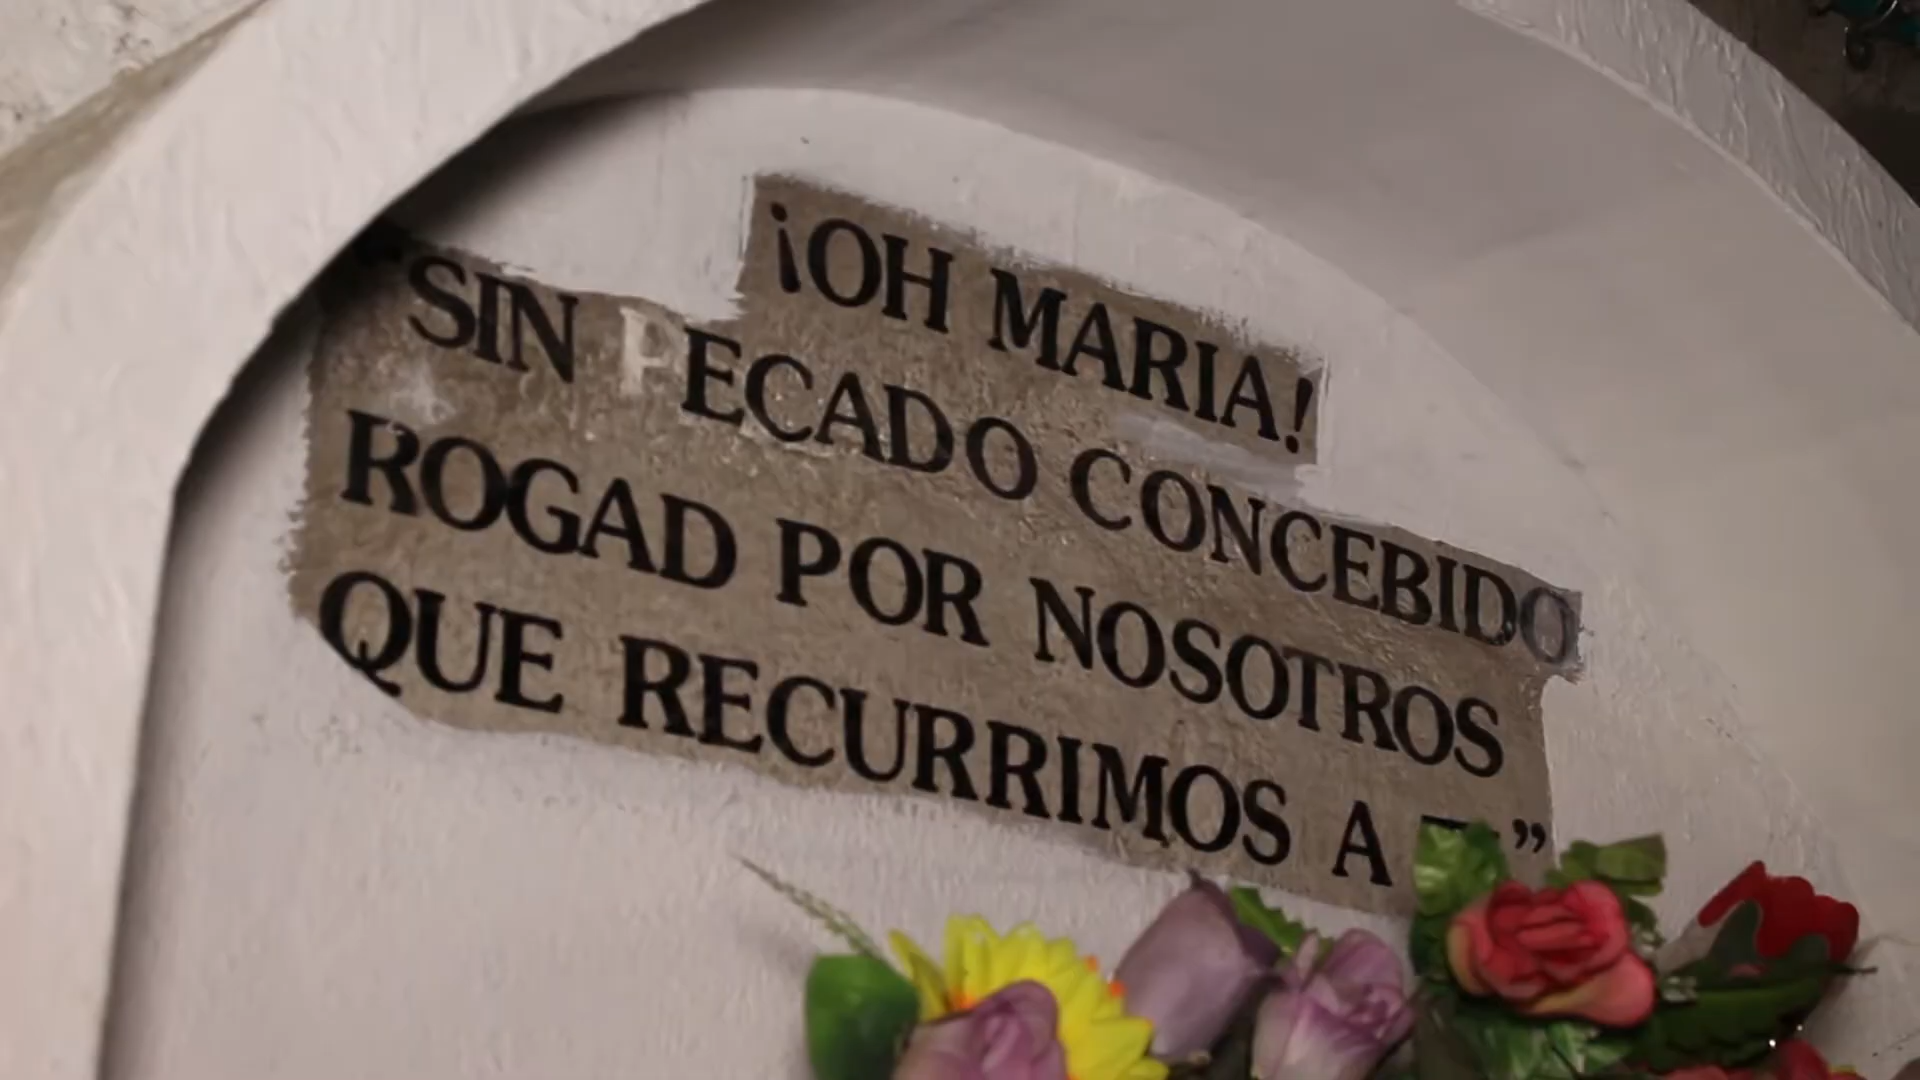 ¡OH MARIA!
"SIN PECADO CONCEBIDO
ROGAD POR NOSOTROS
QUE RECURRIMOS A ”